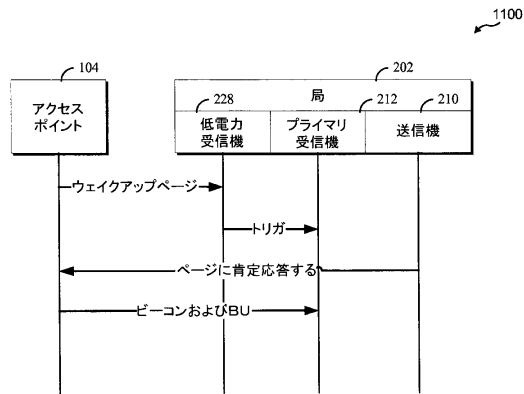 1100
104
202
アクセス
ポイント
228
局
212
210
低電力
受信機
プライマリ
受信機
送信機
ウェイクアップページ
トリガ
ページに肯定応答する
ビーコンおよびBU